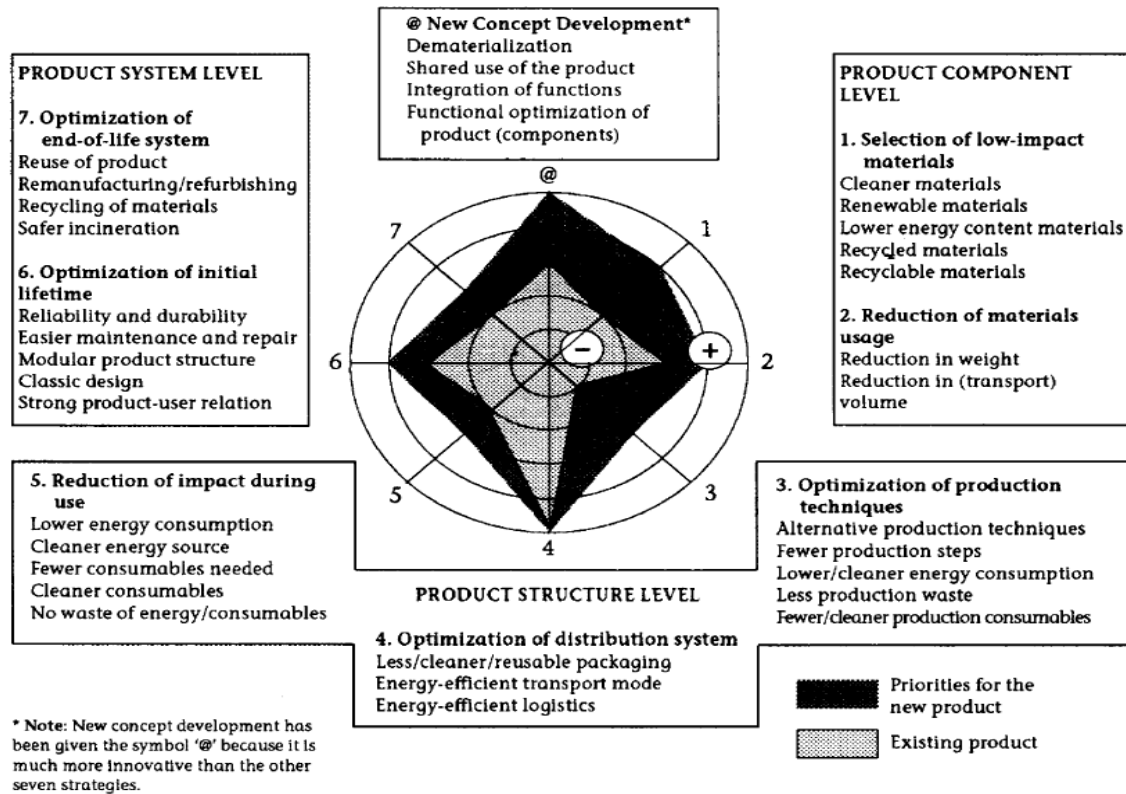 @ New Concept Development*
Dematerialization
Shared use of the product
Integration of functions
Functional optimization of
product (components)
PRODUCT SYSTEM LEVEL
7. Optimization of
end-of-life system
Reuse of product
Remanufacturing/refurbishing
Recycling of materials
Safer incineration
6. Optimization of initial
lifetime
Reliability and durability
Easier maintenance and repair
Modular product structure
Classic design
Strong product-user relation
PRODUCT COMPONENT
LEVEL
1. Selection of low-impact
materials
Cleaner materials
Renewable materials
Lower energy content materials
Recycled materials
Recyclable materials
2. Reduction of materials
usage
Reduction in weight
Reduction in (transport)
volume
@
7
1
6
−
+
2
5
3
4
5. Reduction of impact during
use
Lower energy consumption
Cleaner energy source
Fewer consumables needed
Cleaner consumables
No waste of energy/consumables
PRODUCT STRUCTURE LEVEL
4. Optimization of distribution system
Less/cleaner/reusable packaging
Energy-efficient transport mode
Energy-efficient logistics
3. Optimization of production
techniques
Alternative production techniques
Fewer production steps
Lower/cleaner energy consumption
Less production waste
Fewer/cleaner production consumables
Priorities for the
new product
Existing product
* Note: New concept development has
been given the symbol ‘@’ because it is
much more innovative than the other
seven strategies.